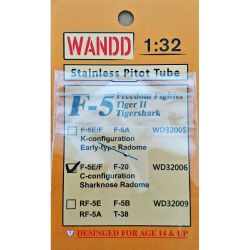 WANDD 1:32
Stainless Pitot Tube
F-5 Freedom Fighter
Tiger II
Tigershark
F-5E/F F-5A WD32005
K-configuration
Early-type Radome
F-5E/F F-20 WD32006
C-configuration
Sharknose Radome
RF-5E F-5B WD32009
RF-5A T-38
DESINGED FOR AGE 14 & UP